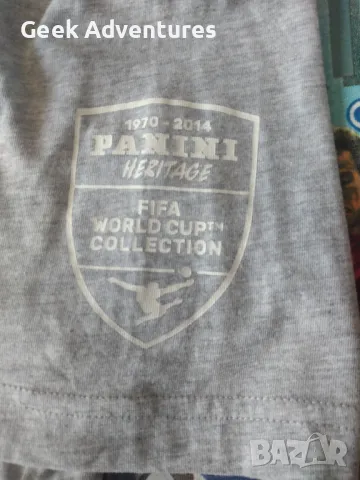 Geek Adventures
1970 - 2014
PANINI
HERITAGE
FIFA
WORLD CUP™
COLLECTION
BAZAR